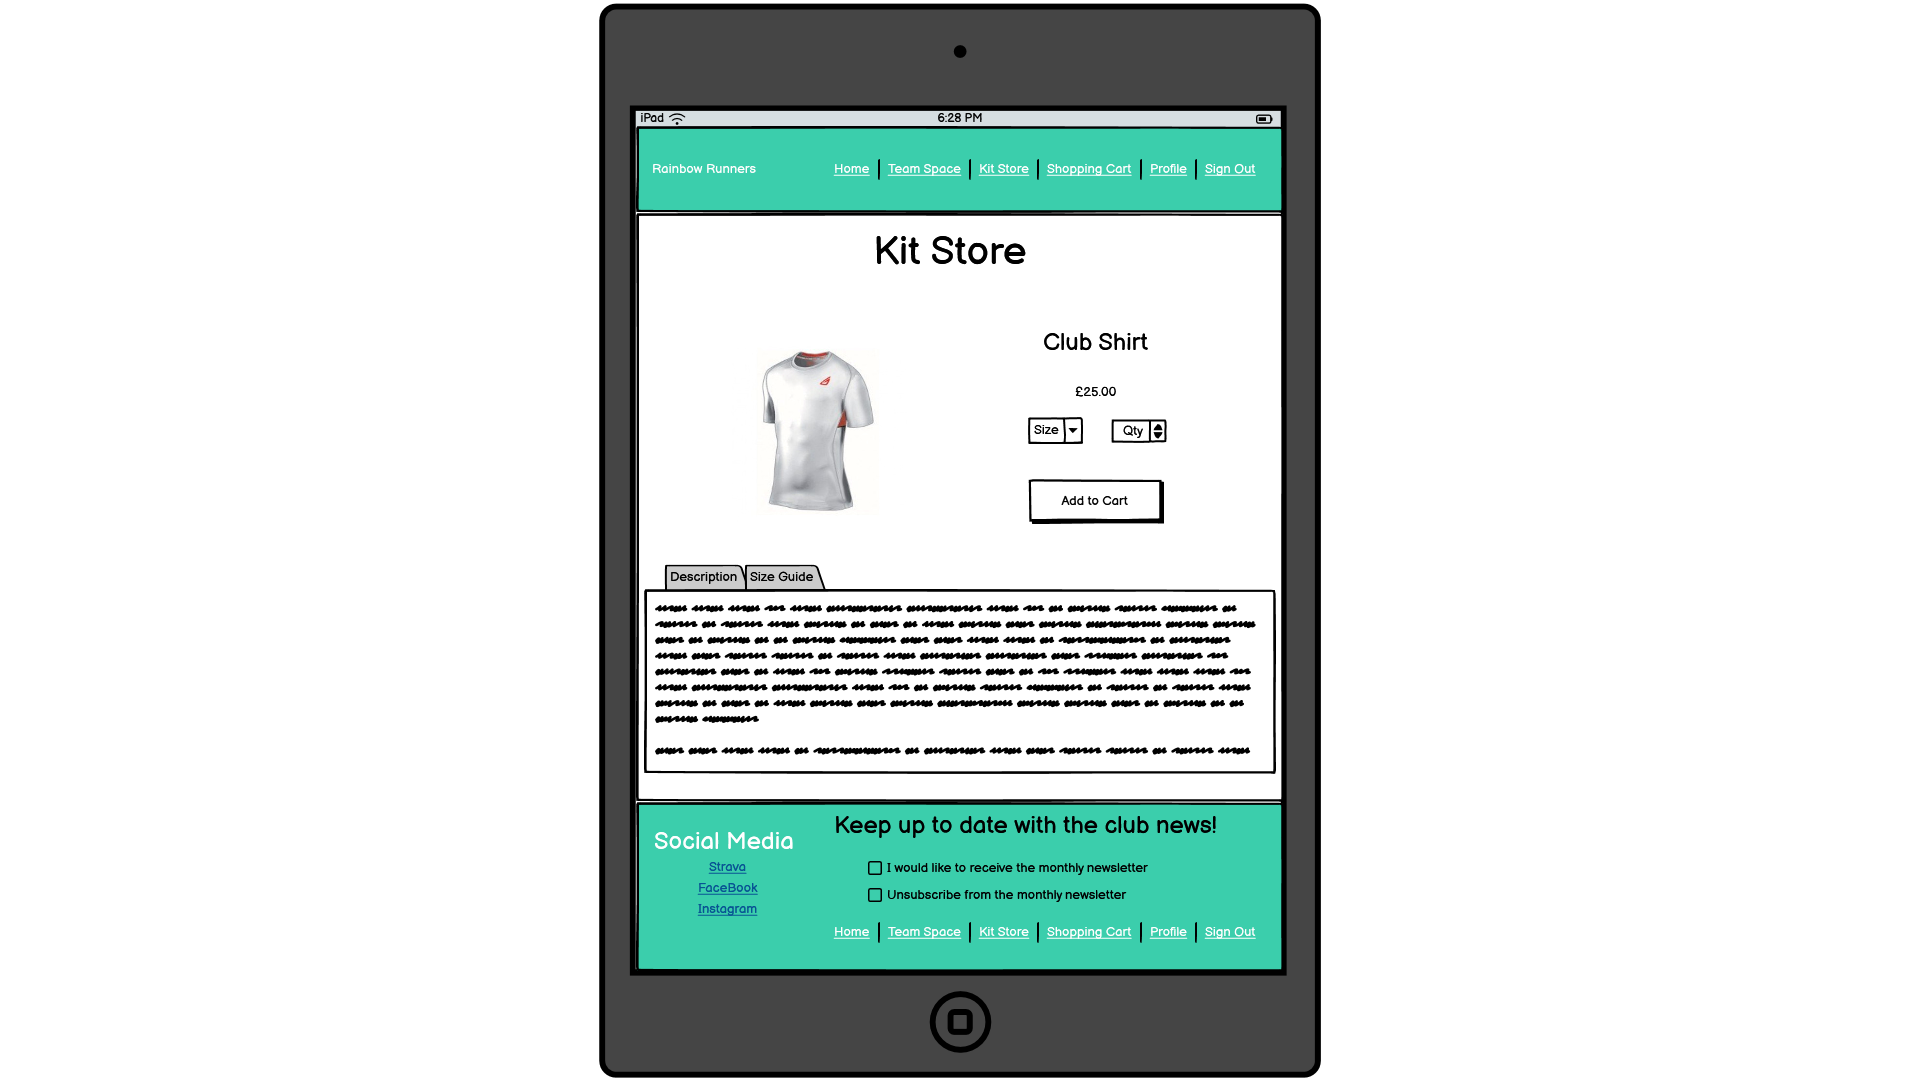 iPad
6:28 PM
Rainbow Runners
Home Team Space Kit Store Shopping Cart Profile Sign Out
Kit Store
Club Shirt
£25.00
Size Qty
Add to Cart
Description Size Guide
Keep up to date with the club news!
Social Media
Strava
FaceBook
Instagram
I would like to receive the monthly newsletter
Unsubscribe from the monthly newsletter
Home Team Space Kit Store Shopping Cart Profile Sign Out